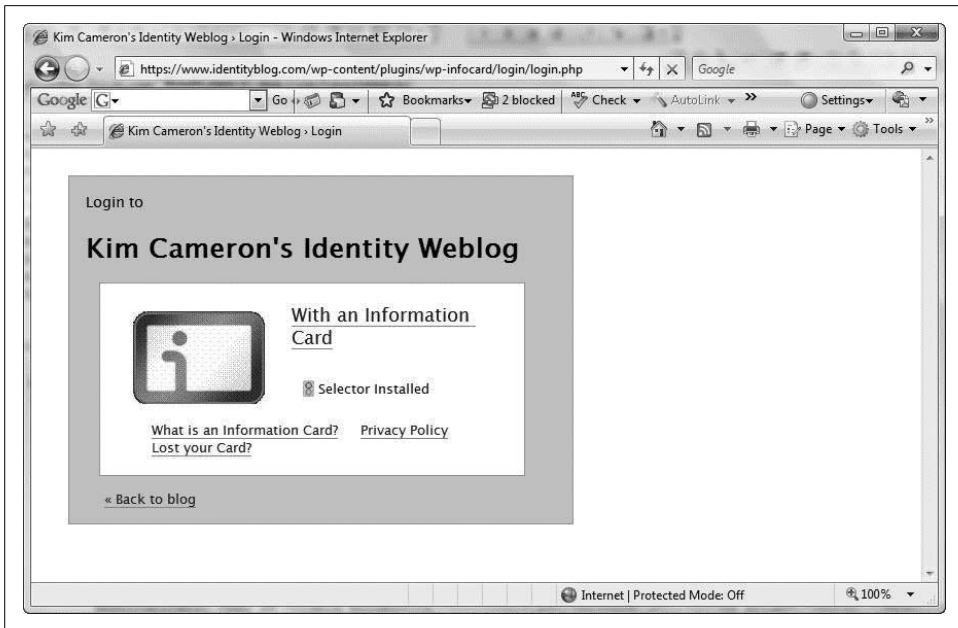 Kim Cameron's Identity Weblog › Login - Windows Internet Explorer
https://www.identityblog.com/wp-content/plugins/wp-infocard/login/login.php
Google
Google G Go Bookmarks 2 blocked ABC Check AutoLink » Settings
Kim Cameron's Identity Weblog › Login
Page Tools »
Login to
Kim Cameron's Identity Weblog
With an Information
Card
Selector Installed
What is an Information Card? Privacy Policy
Lost your Card?
« Back to blog
Internet | Protected Mode: Off 100%